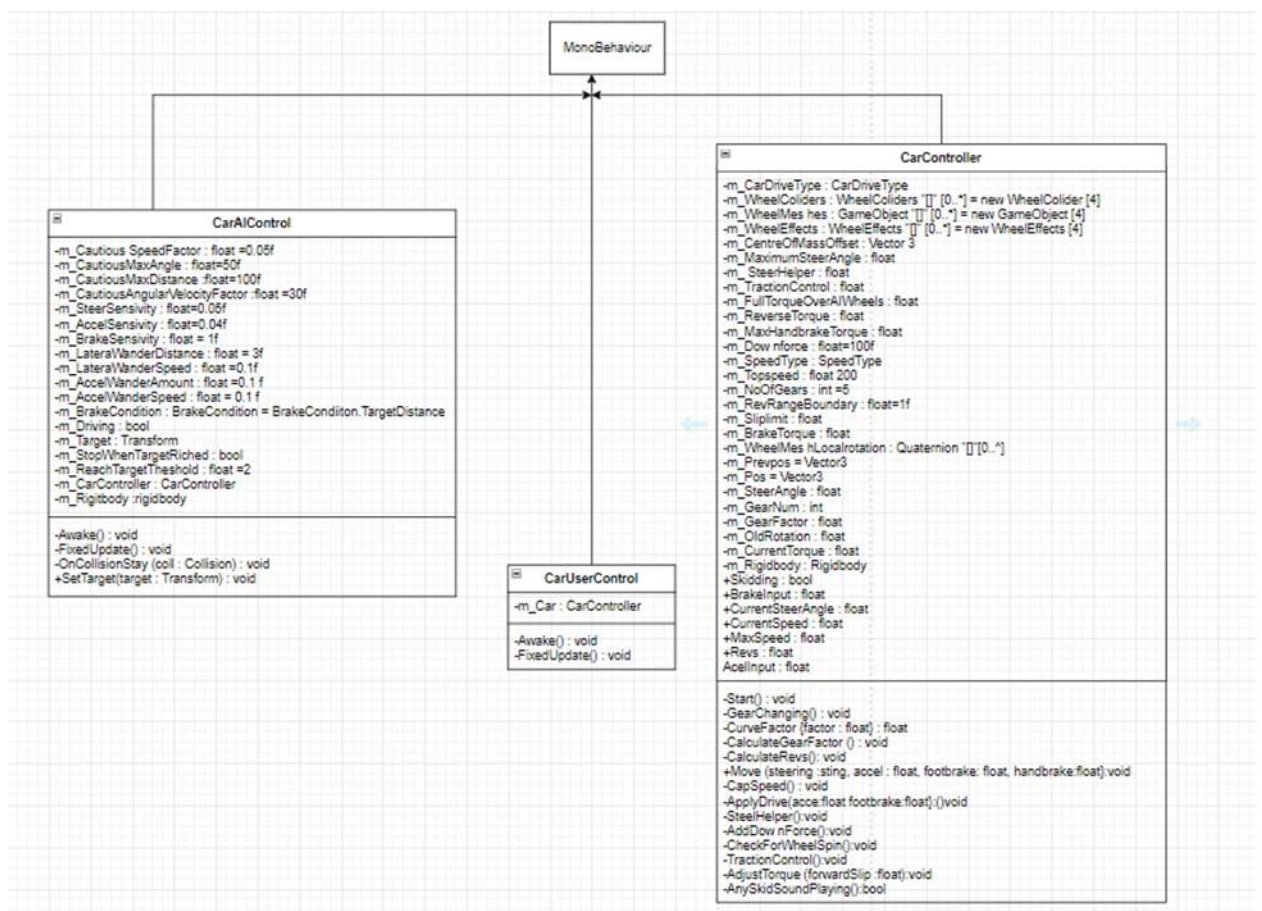 MonoBehaviour
CarAIControl
-m_Cautious SpeedFactor : float =0.05f
-m_CautiousMaxAngle : float=50f
-m_CautiousMaxDistance :float=100f
-m_CautiousAngularVelocityFactor :float =30f
-m_SteerSensivity : float=0.05f
-m_AccelSensivity : float=0.04f
-m_BrakeSensivity : float = 1f
-m_LateraWanderDistance : float = 3f
-m_LateraWanderSpeed : float =0.1f
-m_AccelWanderAmount : float =0.1 f
-m_AccelWanderSpeed : float = 0.1 f
-m_BrakeCondition : BrakeCondition = BrakeCondiiton.TargetDistance
-m_Driving : bool
-m_Target : Transform
-m_StopWhenTargetRiched : bool
-m_ReachTargetTheshold : float =2
-m_CarController : CarController
-m_Rigitbody :rigidbody
-Awake() : void
-FixedUpdate() : void
-OnCollisionStay (coll : Collision) : void
+SetTarget(target : Transform) : void
CarUserControl
-m_Car : CarController
-Awake() : void
-FixedUpdate() : void
CarController
-m_CarDriveType : CarDriveType
-m_WheelColiders : WheelColiders "[]" [0..*] = new WheelColider [4]
-m_WheelMes hes : GameObject "[]" [0..*] = new GameObject [4]
-m_WheelEffects : WheelEffects "[]" [0..*] = new WheelEffects [4]
-m_CentreOfMassOffset : Vector 3
-m_MaximumSteerAngle : float
-m_ SteerHelper : float
-m_TractionControl : float
-m_FullTorqueOverAlWheels : float
-m_ReverseTorque : float
-m_MaxHandbrakeTorque : float
-m_Dow nforce : float=100f
-m_SpeedType : SpeedType
-m_Topspeed : float 200
-m_NoOfGears : int =5
-m_RevRangeBoundary : float=1f
-m_Sliplimit : float
-m_BrakeTorque : float
-m_WheelMes hLocalrotation : Quaternion "[]"[0..*]
-m_Prevpos = Vector3
-m_Pos = Vector3
-m_SteerAngle : float
-m_GearNum : int
-m_GearFactor : float
-m_OldRotation : float
-m_CurrentTorque : float
-m_Rigidbody : Rigidbody
+Skidding : bool
+BrakeInput : float
+CurrentSteerAngle : float
+CurrentSpeed : float
+MaxSpeed : float
+Revs : float
AcelInput : float
-Start() : void
-GearChanging() : void
-CurveFactor {factor : float} : float
-CalculateGearFactor () : void
-CalculateRevs(): void
+Move (steering :sting, accel : float, footbrake: float, handbrake:float}:void
-CapSpeed() : void
-ApplyDrive(acce:float footbrake:float}:()void
-SteelHelper():void
-AddDow nForce():void
-CheckForWheelSpin():void
-TractionControl():void
-AdjustTorque (forwardSlip :float):void
-AnySkidSoundPlaying():bool